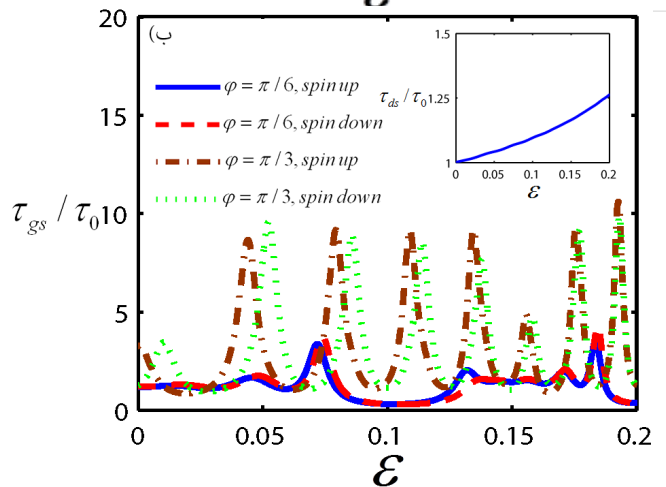 g
20
15
10
5
0
ب)
φ = π / 6, spin up
φ = π / 6, spin down
φ = π / 3, spin up
φ = π / 3, spin down
τgs / τ0
0 0.05 0.1 0.15 0.2
ε
1.5
1.25
1
τds / τ0
0 0.05 0.1 0.15 0.2
ε